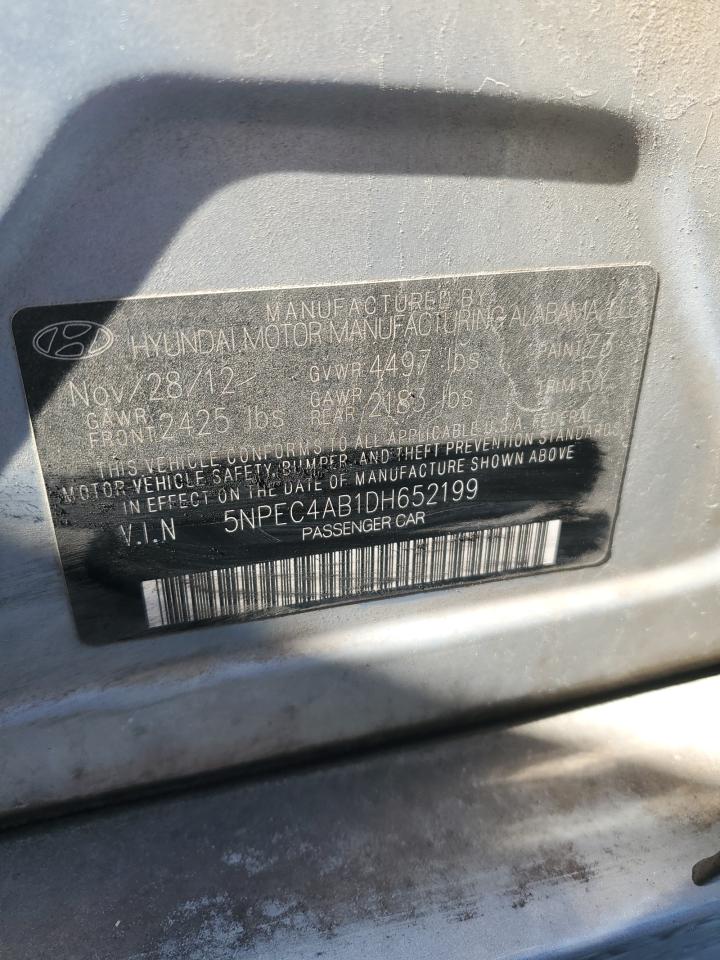 MANUFACTURED BY
HYUNDAI MOTOR MANUFACTURING ALABAMA, LLC
Nov/28/12 GVWR 4497 lbs PAINT Z3
GAWR FRONT 2425 lbs GAWR REAR 2183 lbs TRIM RY
THIS VEHICLE CONFORMS TO ALL APPLICABLE U.S.A. FEDERAL
MOTOR VEHICLE SAFETY, BUMPER, AND THEFT PREVENTION STANDARDS
IN EFFECT ON THE DATE OF MANUFACTURE SHOWN ABOVE
V.I.N 5NPEC4AB1DH652199
PASSENGER CAR